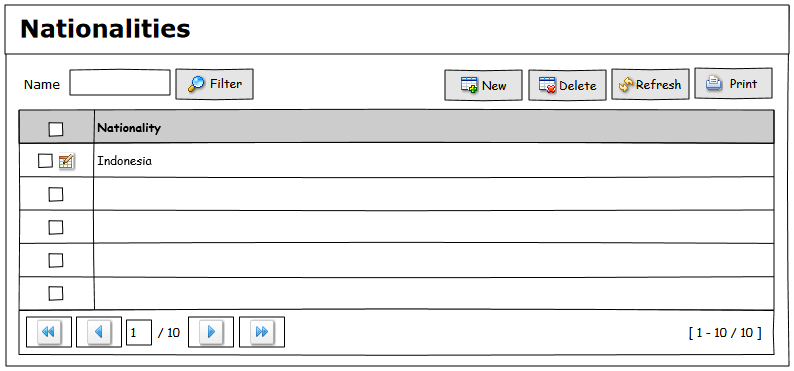 Nationalities
Name Filter New Delete Refresh Print
Nationality
Indonesia
1 / 10 [ 1 - 10 / 10 ]